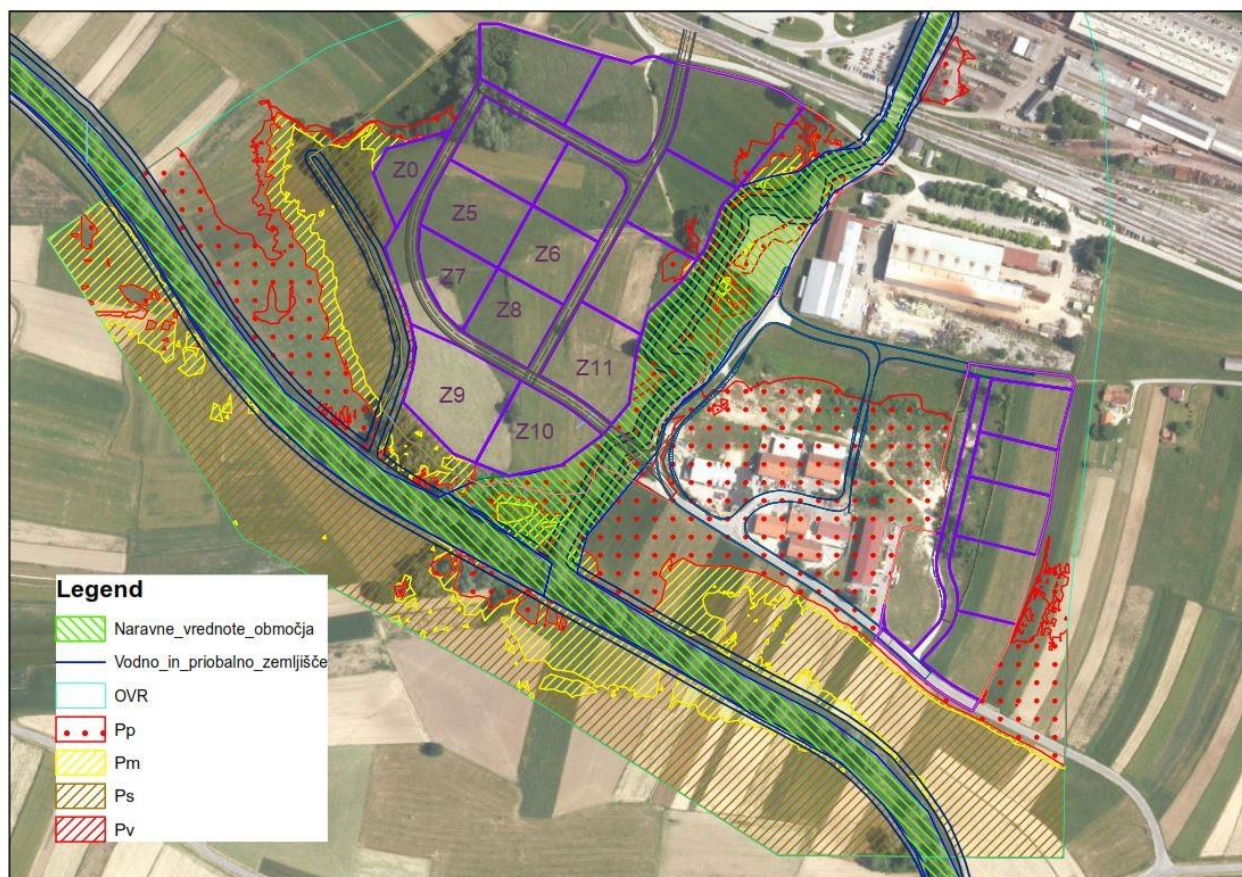 Z0
Z5
Z6
Z7
Z8
Z11
Z9
Z10
Legend
Naravne_vrednote_območja
Vodno_in_priobalno_zemljišče
OVR
Pp
Pm
Ps
Pv